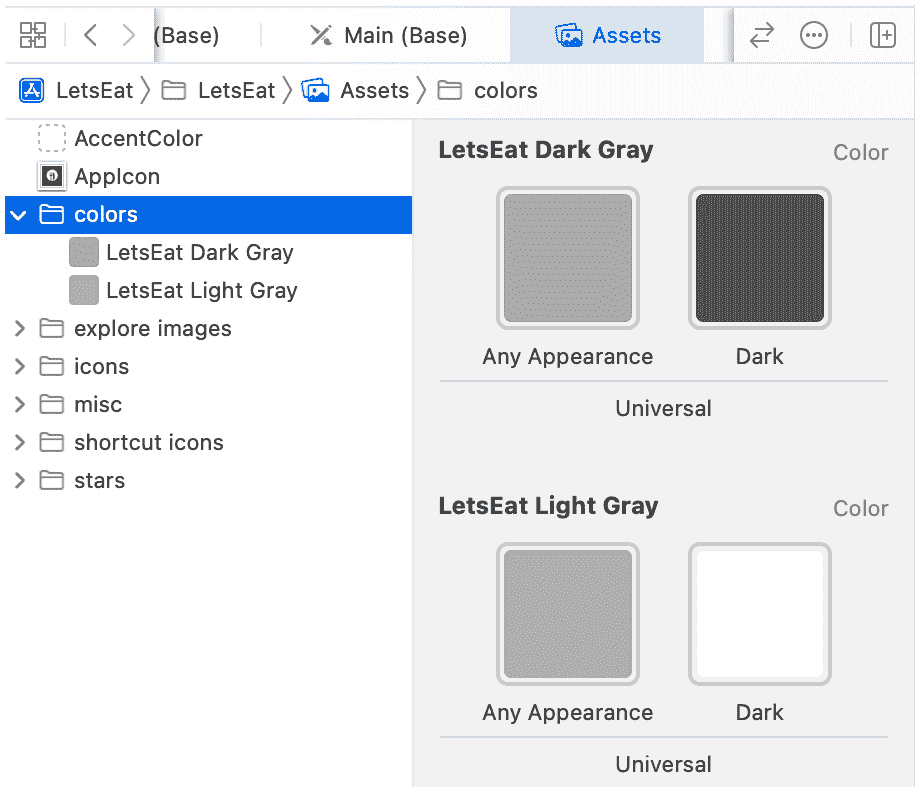 (Base)
Main (Base)
Assets
LetsEat
LetsEat
Assets
colors
AccentColor
AppIcon
colors
LetsEat Dark Gray
LetsEat Light Gray
explore images
icons
misc
shortcut icons
stars
LetsEat Dark Gray
Color
Any Appearance
Dark
Universal
LetsEat Light Gray
Color
Any Appearance
Dark
Universal